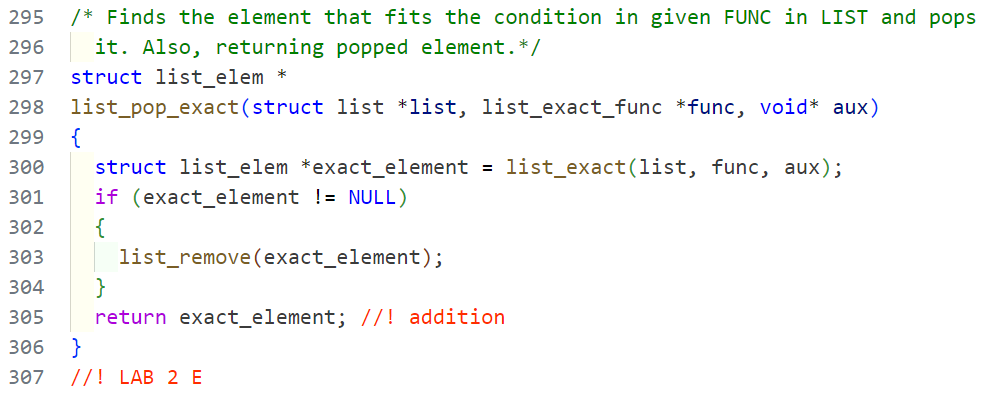 295 /* Finds the element that fits the condition in given FUNC in LIST and pops
296 it. Also, returning popped element.*/
297 struct list_elem *
298 list_pop_exact(struct list *list, list_exact_func *func, void* aux)
299 {
300 struct list_elem *exact_element = list_exact(list, func, aux);
301 if (exact_element != NULL)
302 {
303 list_remove(exact_element);
304 }
305 return exact_element; //! addition
306 }
307 //! LAB 2 E